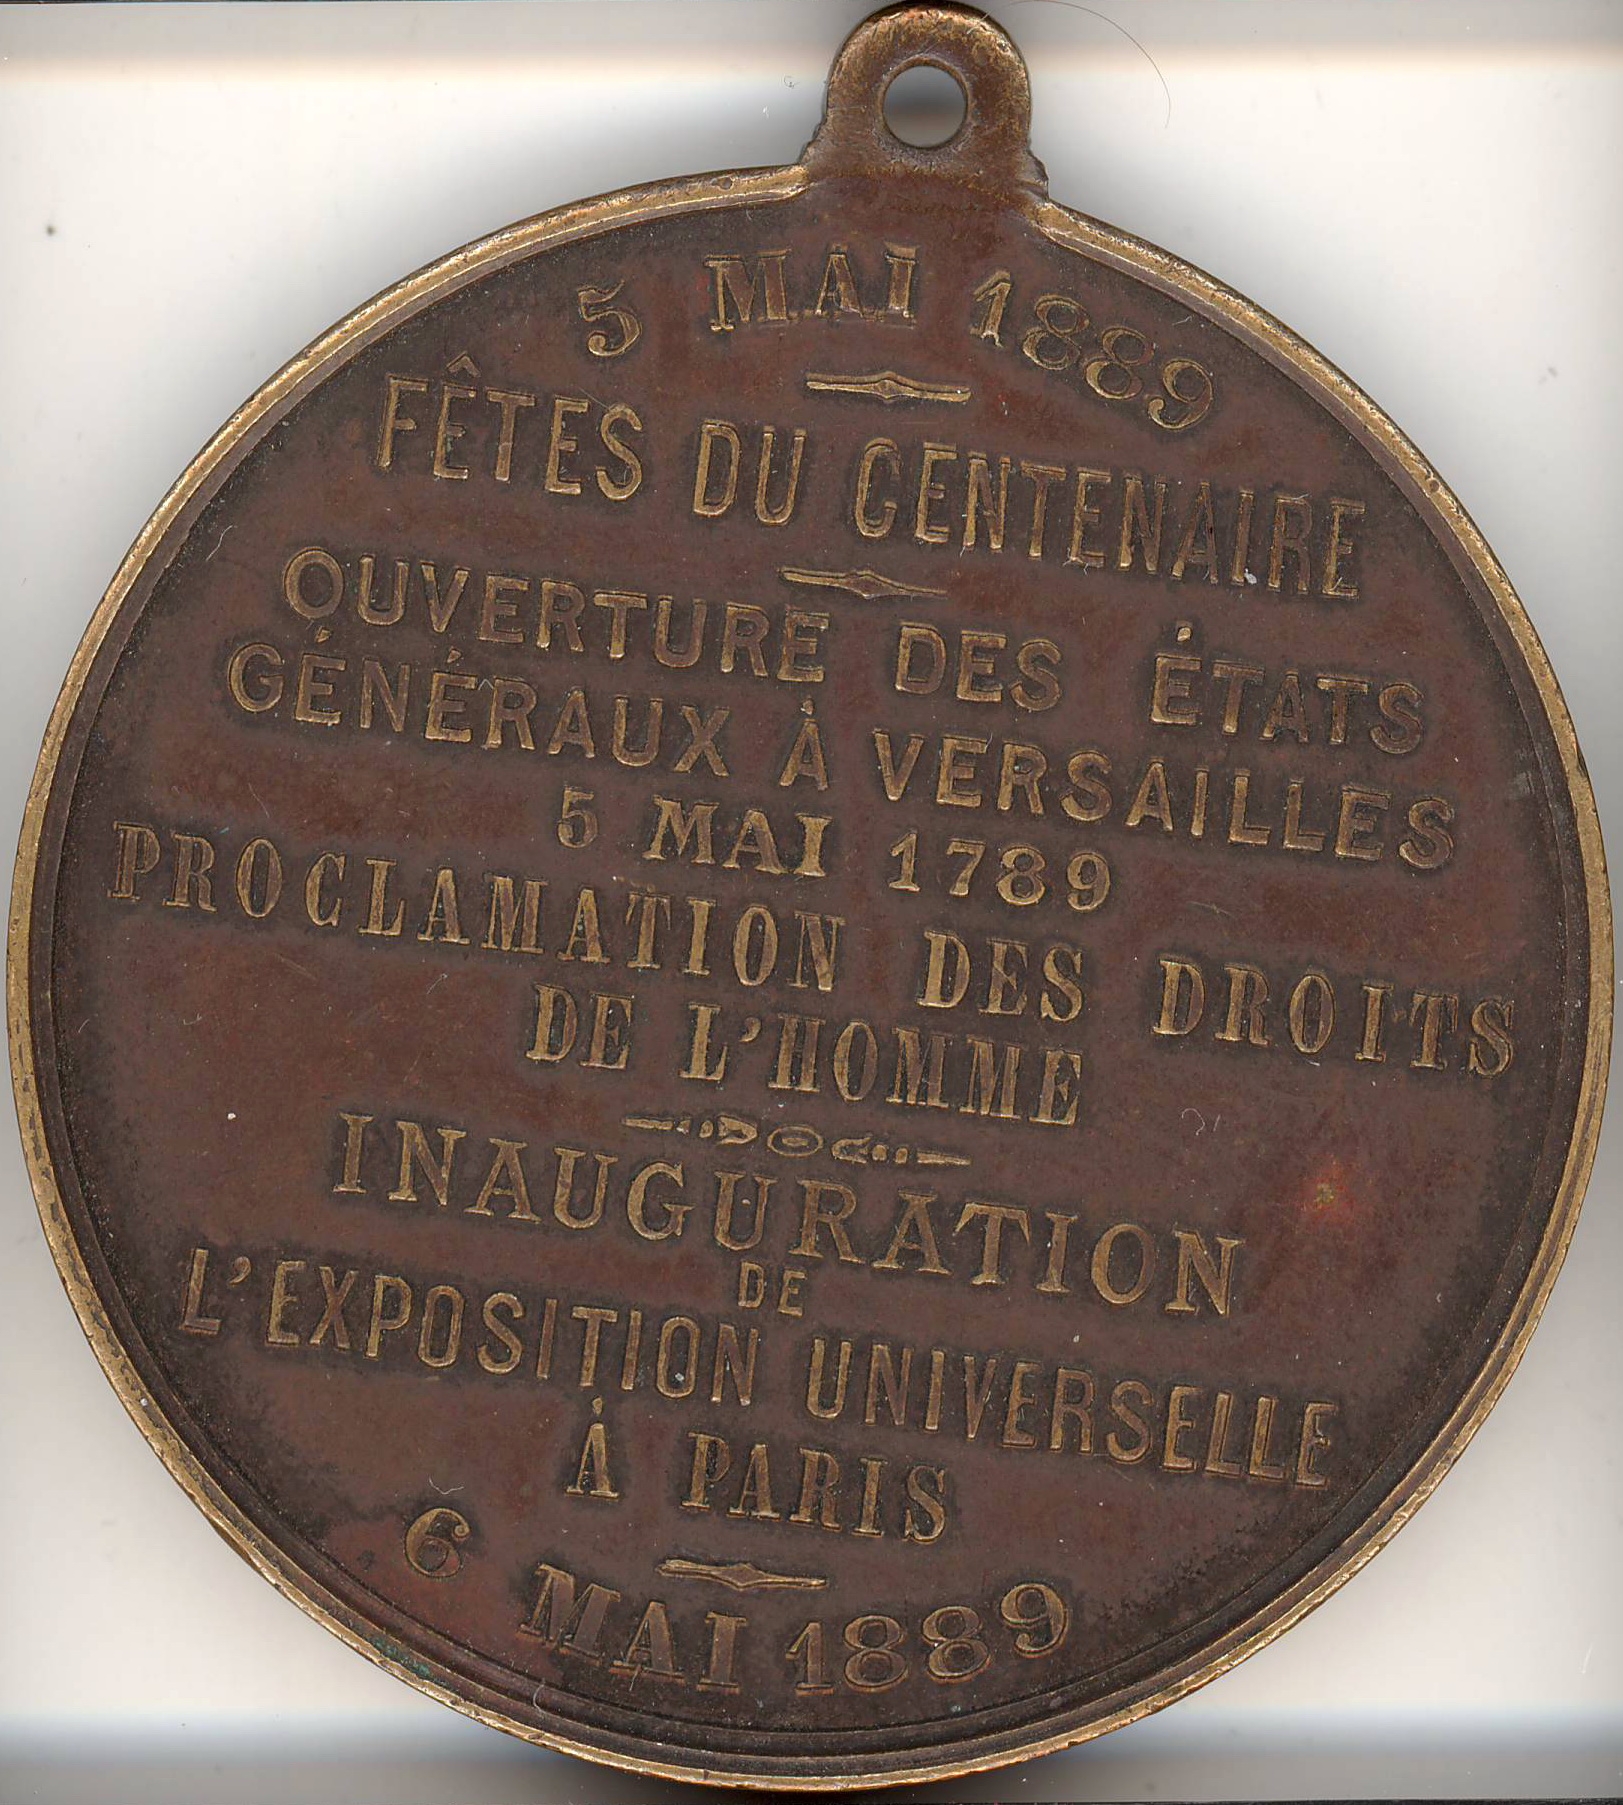 5 MAI 1889
FÊTES DU CENTENAIRE
OUVERTURE DES ÉTATS
GÉNÉRAUX À VERSAILLES
5 MAI 1789
PROCLAMATION DES DROITS
DE L'HOMME
INAUGURATION
DE
L'EXPOSITION UNIVERSELLE
À PARIS
6 MAI 1889